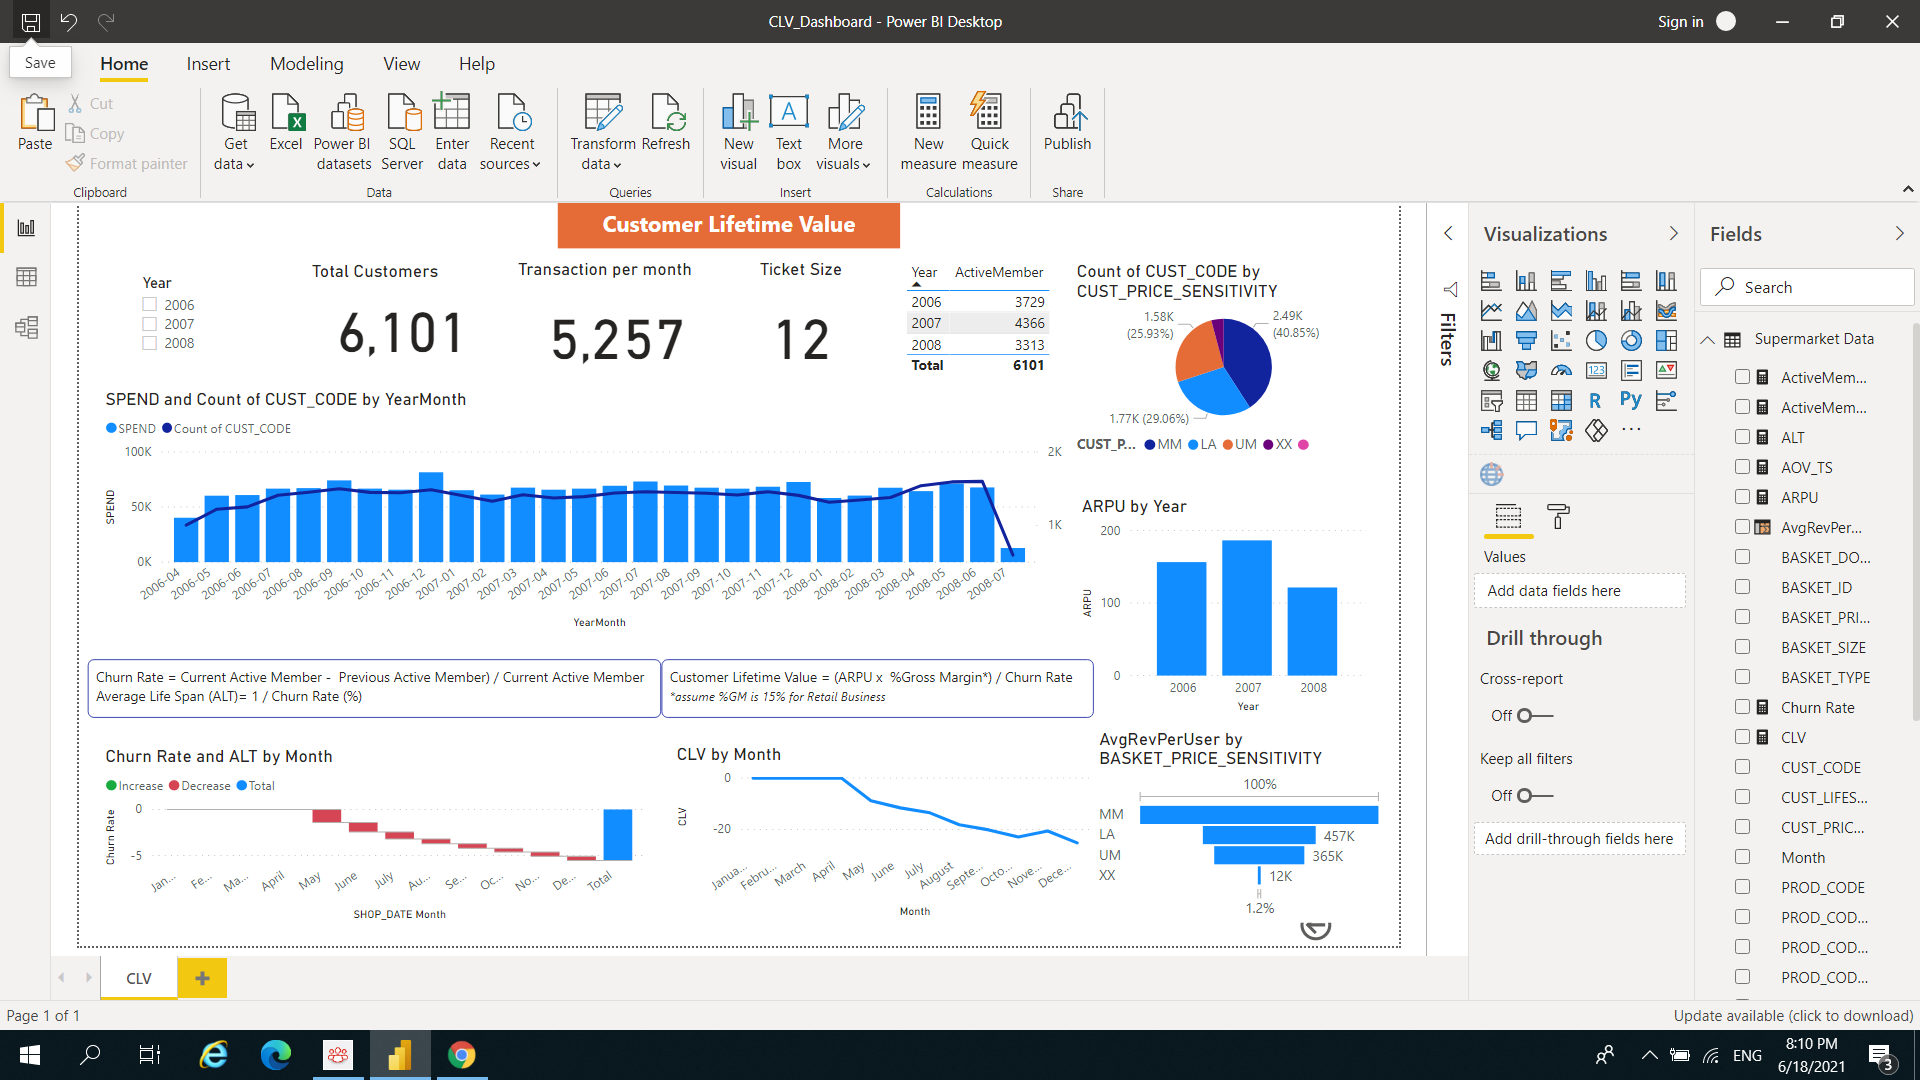 CLV_Dashboard - Power BI Desktop
Sign in
Save
Home
Insert
Modeling
View
Help
Paste
Cut
Copy
Format painter
Clipboard
Get
data
Excel
Power BI
datasets
SQL
Server
Enter
data
Recent
sources
Data
Transform
data
Refresh
Queries
New
visual
Text
box
More
visuals
Insert
New
measure
Quick
measure
Calculations
Publish
Share
Customer Lifetime Value
Year
2006
2007
2008
Total Customers
6,101
Transaction per month
5,257
Ticket Size
12
Year ActiveMember
2006 3729
2007 4366
2008 3313
Total 6101
Count of CUST_CODE by
CUST_PRICE_SENSITIVITY
1.58K
(25.93%)
2.49K
(40.85%)
1.77K (29.06%)
CUST_P... MM LA UM XX
SPEND and Count of CUST_CODE by YearMonth
SPEND Count of CUST_CODE
100K
50K
0K
SPEND
2K
1K
2006-04 2006-05 2006-06 2006-07 2006-08 2006-09 2006-10 2006-11 2006-12 2007-01 2007-02 2007-03 2007-04 2007-05 2007-06 2007-07 2007-08 2007-09 2007-10 2007-11 2007-12 2008-01 2008-02 2008-03 2008-04 2008-05 2008-06 2008-07
YearMonth
ARPU by Year
200
100
0
ARPU
2006 2007 2008
Year
Churn Rate = Current Active Member - Previous Active Member) / Current Active Member
Average Life Span (ALT)= 1 / Churn Rate (%)
Customer Lifetime Value = (ARPU x %Gross Margin*) / Churn Rate
*assume %GM is 15% for Retail Business
Churn Rate and ALT by Month
Increase Decrease Total
0
-5
Churn Rate
Jan... Fe... Ma... April May June July Au... Se... Oc... No... De... Total
SHOP_DATE Month
CLV by Month
0
-20
CLV
Janua... Febru... March April May June July August Septe... Octo... Nove... Dece...
Month
AvgRevPerUser by
BASKET_PRICE_SENSITIVITY
100%
MM
LA 457K
UM 365K
XX 12K
1.2%
Filters
Visualizations
R Py
123
Values
Add data fields here
Drill through
Cross-report
Off
Keep all filters
Off
Add drill-through fields here
Fields
Search
Supermarket Data
ActiveMem...
ActiveMem...
ALT
AOV_TS
ARPU
AvgRevPer...
BASKET_DO...
BASKET_ID
BASKET_PRI...
BASKET_SIZE
BASKET_TYPE
Churn Rate
CLV
CUST_CODE
CUST_LIFES...
CUST_PRIC...
Month
PROD_CODE
PROD_COD...
PROD_COD...
PROD_COD...
CLV
Page 1 of 1
Update available (click to download)
ENG
8:10 PM
6/18/2021
3